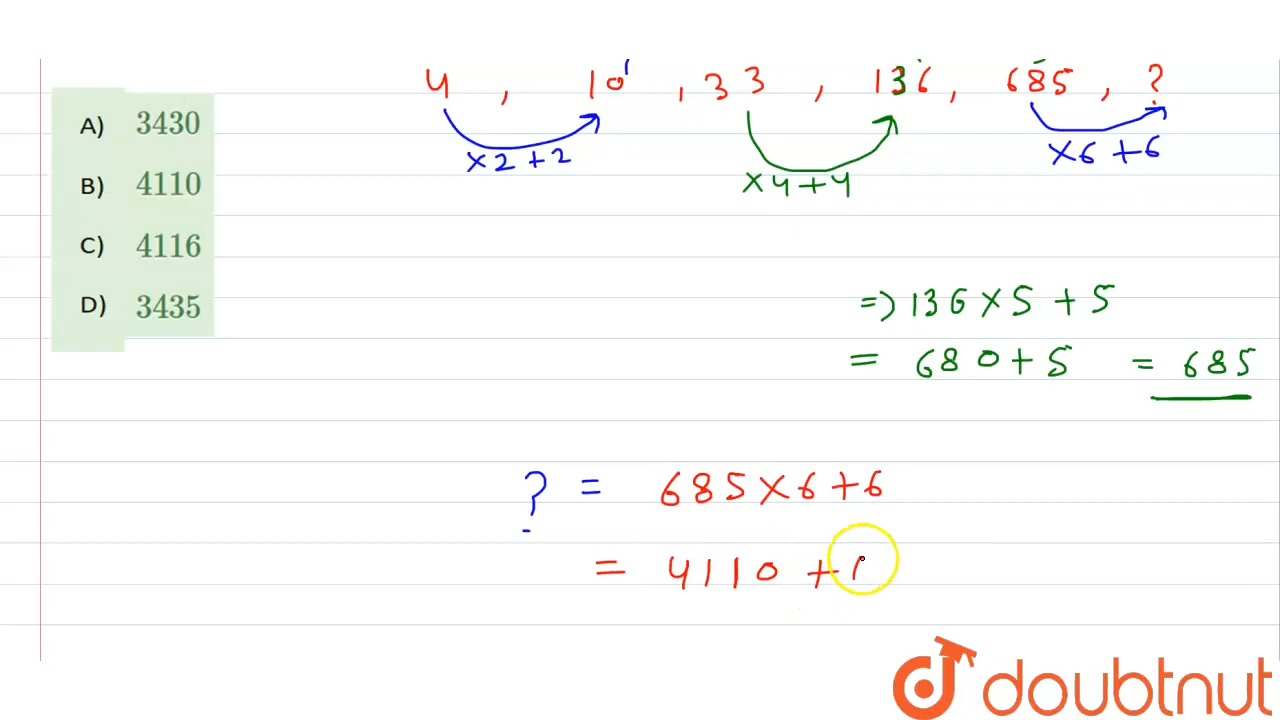 4 , 10 , 33 , 136 , 685 , ?
×2+2
×4+4
×6+6
A) 3430
B) 4110
C) 4116
D) 3435
=> 136×5+5
= 680+5 = 685
? = 685×6+6
= 4110 +
doubtnut